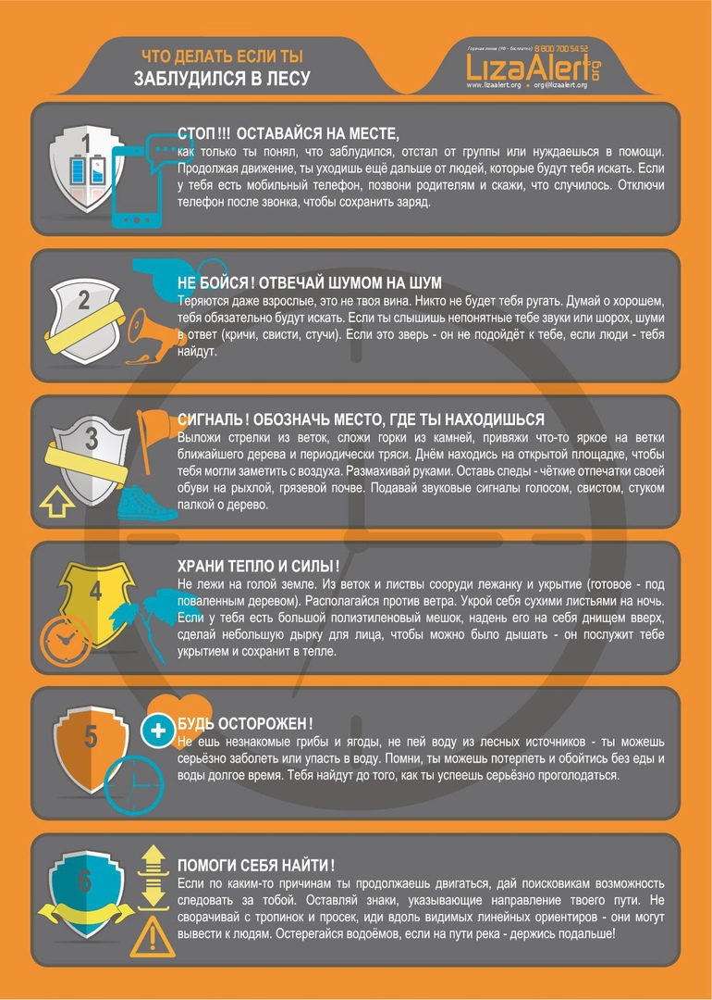 ЧТО ДЕЛАТЬ ЕСЛИ ТЫ
ЗАБЛУДИЛСЯ В ЛЕСУ
Горячая линия (РФ - бесплатно) 8 800 700 54 52
LizaAlert.org
www.lizaalert.org • org@lizaalert.org
1
СТОП!!! ОСТАВАЙСЯ НА МЕСТЕ,
как только ты понял, что заблудился, отстал от группы или нуждаешься в помощи.
Продолжая движение, ты уходишь ещё дальше от людей, которые будут тебя искать. Если
у тебя есть мобильный телефон, позвони родителям и скажи, что случилось. Отключи
телефон после звонка, чтобы сохранить заряд.
2
НЕ БОЙСЯ! ОТВЕЧАЙ ШУМОМ НА ШУМ
Теряются даже взрослые, это не твоя вина. Никто не будет тебя ругать. Думай о хорошем,
тебя обязательно будут искать. Если ты слышишь непонятные тебе звуки или шорох, шуми
в ответ (кричи, свисти, стучи). Если это зверь - он не подойдёт к тебе, если люди - тебя
найдут.
3
СИГНАЛЬ! ОБОЗНАЧЬ МЕСТО, ГДЕ ТЫ НАХОДИШЬСЯ
Выложи стрелки из веток, сложи горки из камней, привяжи что-то яркое на ветки
ближайшего дерева и периодически тряси. Днём находись на открытой площадке, чтобы
тебя могли заметить с воздуха. Размахивай руками. Оставь следы - чёткие отпечатки своей
обуви на рыхлой, грязевой почве. Подавай звуковые сигналы голосом, свистом, стуком
палкой о дерево.
4
ХРАНИ ТЕПЛО И СИЛЫ!
Не лежи на голой земле. Из веток и листвы сооруди лежанку и укрытие (готовое - под
поваленным деревом). Располагайся против ветра. Укрой себя сухими листьями на ночь.
Если у тебя есть большой полиэтиленовый мешок, надень его на себя днищем вверх,
сделай небольшую дырку для лица, чтобы можно было дышать - он послужит тебе
укрытием и сохранит в тепле.
5
БУДЬ ОСТОРОЖЕН!
Не ешь незнакомые грибы и ягоды, не пей воду из лесных источников - ты можешь
серьёзно заболеть или упасть в воду. Помни, ты можешь потерпеть и обойтись без еды и
воды долгое время. Тебя найдут до того, как ты успеешь серьёзно проголодаться.
6
ПОМОГИ СЕБЯ НАЙТИ!
Если по каким-то причинам ты продолжаешь двигаться, дай поисковикам возможность
следовать за тобой. Оставляй знаки, указывающие направление твоего пути. Не
сворачивай с тропинок и просек, иди вдоль видимых линейных ориентиров - они могут
вывести к людям. Остерегайся водоёмов, если на пути река - держись подальше!